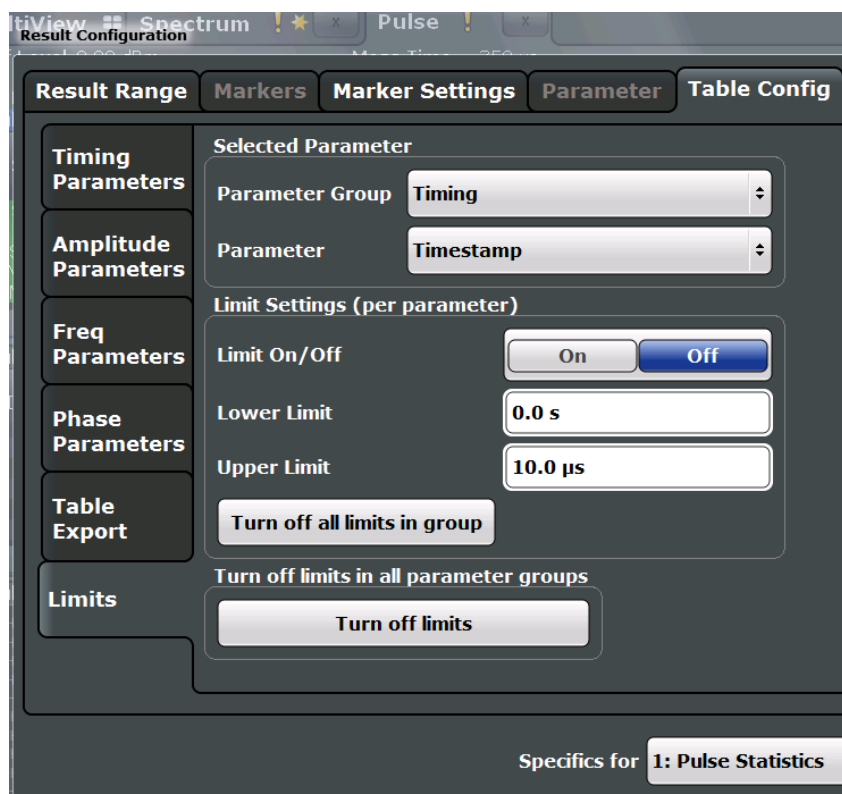 tiView Spectrum ! x Pulse ! x
Result Configuration
Result Range Markers Marker Settings Parameter Table Config
Timing
Parameters
Amplitude
Parameters
Freq
Parameters
Phase
Parameters
Table
Export
Limits
Selected Parameter
Parameter Group Timing
Parameter Timestamp
Limit Settings (per parameter)
Limit On/Off On Off
Lower Limit 0.0 s
Upper Limit 10.0 µs
Turn off all limits in group
Turn off limits in all parameter groups
Turn off limits
Specifics for 1: Pulse Statistics